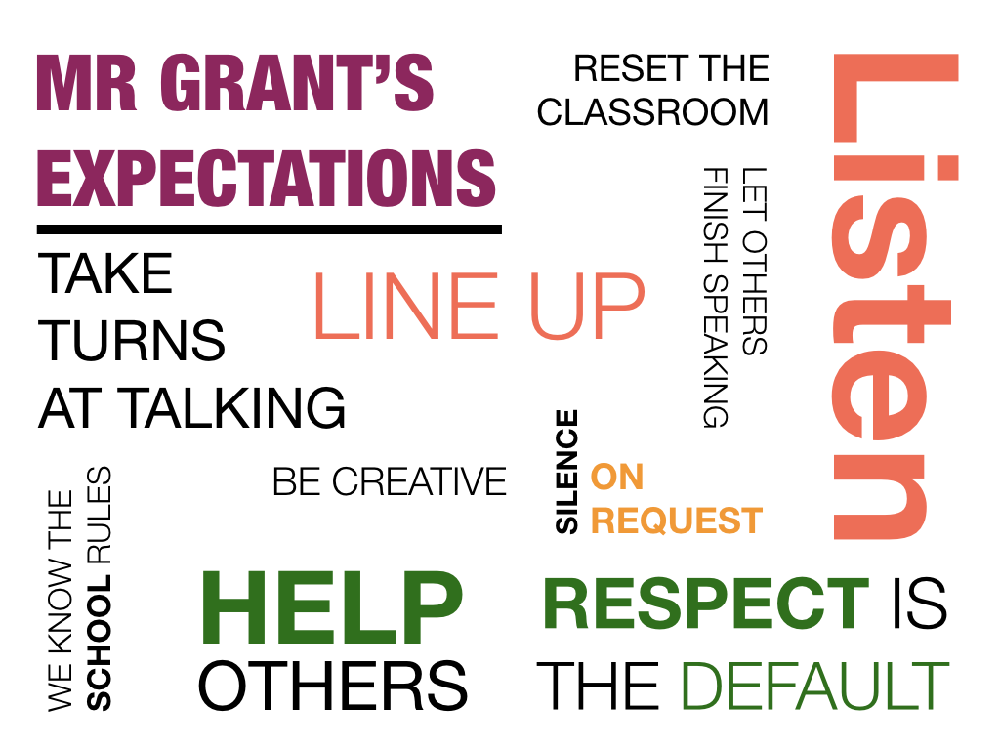 MR GRANT'S
EXPECTATIONS
TAKE
TURNS
AT TALKING
LINE UP
RESET THE
CLASSROOM
LET OTHERS
FINISH SPEAKING
Listen
BE CREATIVE
SILENCE
ON
REQUEST
WE KNOW THE
SCHOOL RULES
HELP
OTHERS
RESPECT IS
THE DEFAULT